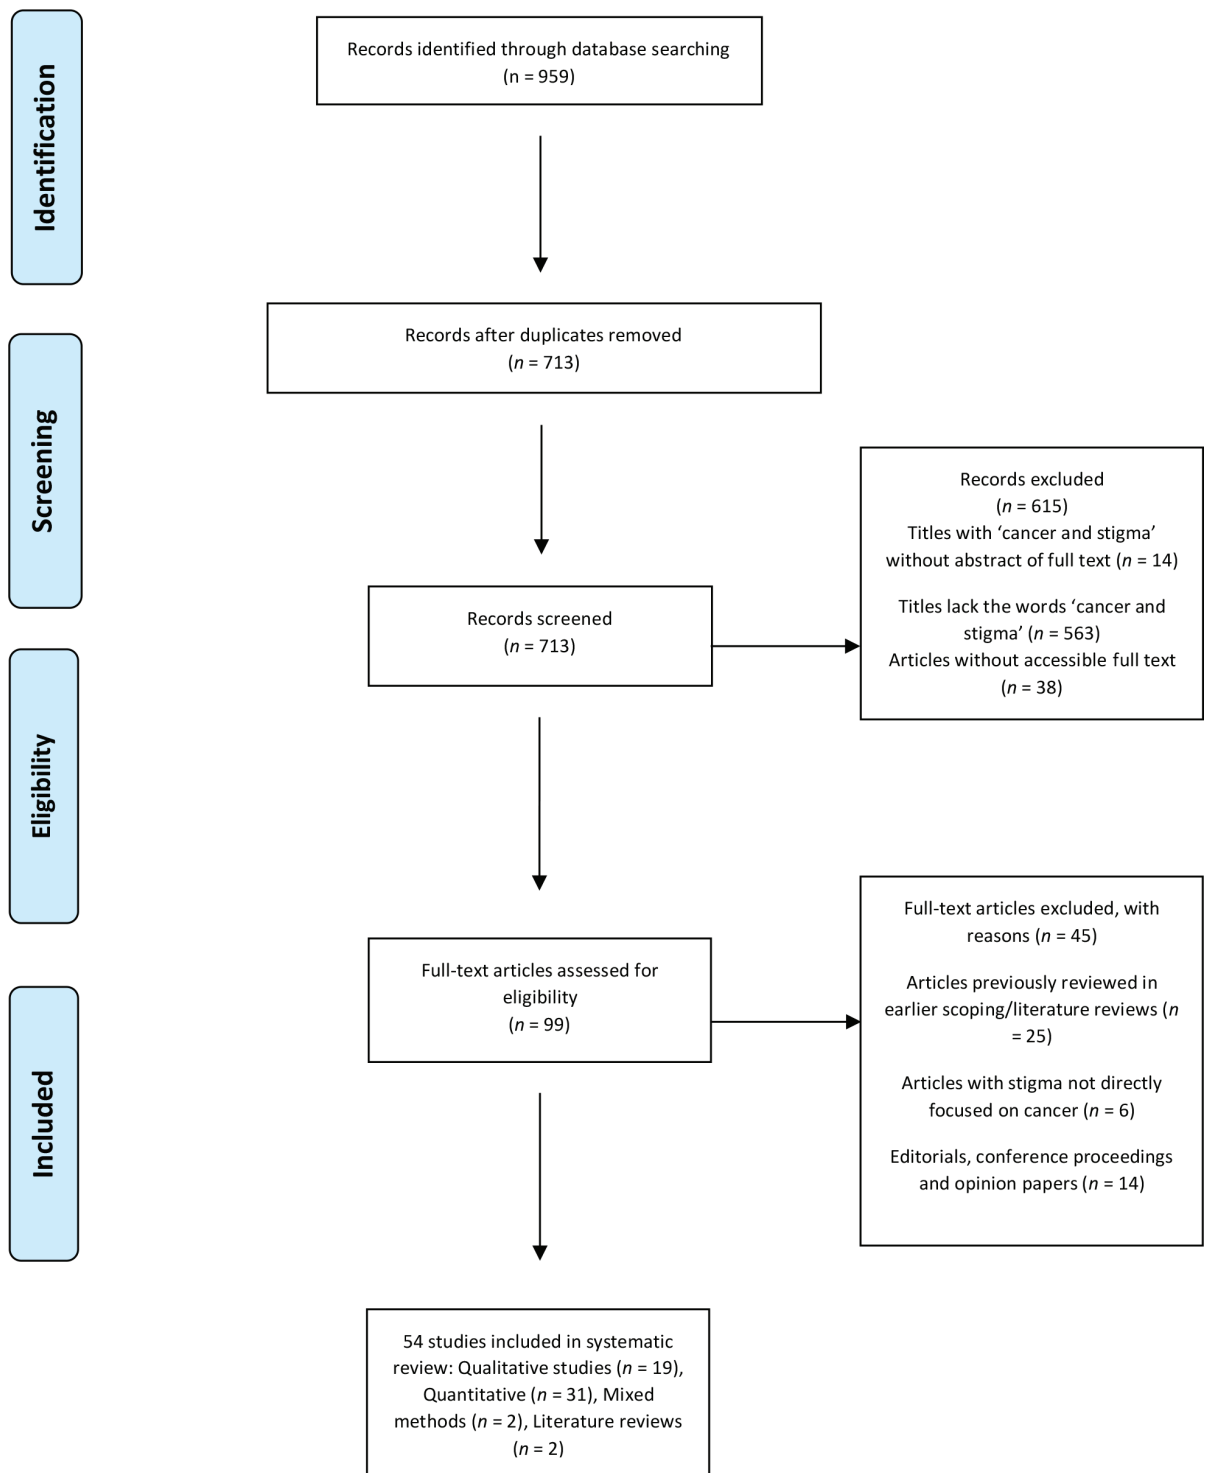 Identification
Records identified through database searching
(n = 959)
Records after duplicates removed
(n = 713)
Screening
Records screened
(n = 713)
Records excluded
(n = 615)
Titles with ‘cancer and stigma’
without abstract of full text (n = 14)
Titles lack the words ‘cancer and
stigma’ (n = 563)
Articles without accessible full text
(n = 38)
Eligibility
Full-text articles assessed for
eligibility
(n = 99)
Full-text articles excluded, with
reasons (n = 45)
Articles previously reviewed in
earlier scoping/literature reviews (n
= 25)
Articles with stigma not directly
focused on cancer (n = 6)
Editorials, conference proceedings
and opinion papers (n = 14)
Included
54 studies included in systematic
review: Qualitative studies (n = 19),
Quantitative (n = 31), Mixed
methods (n = 2), Literature reviews
(n = 2)